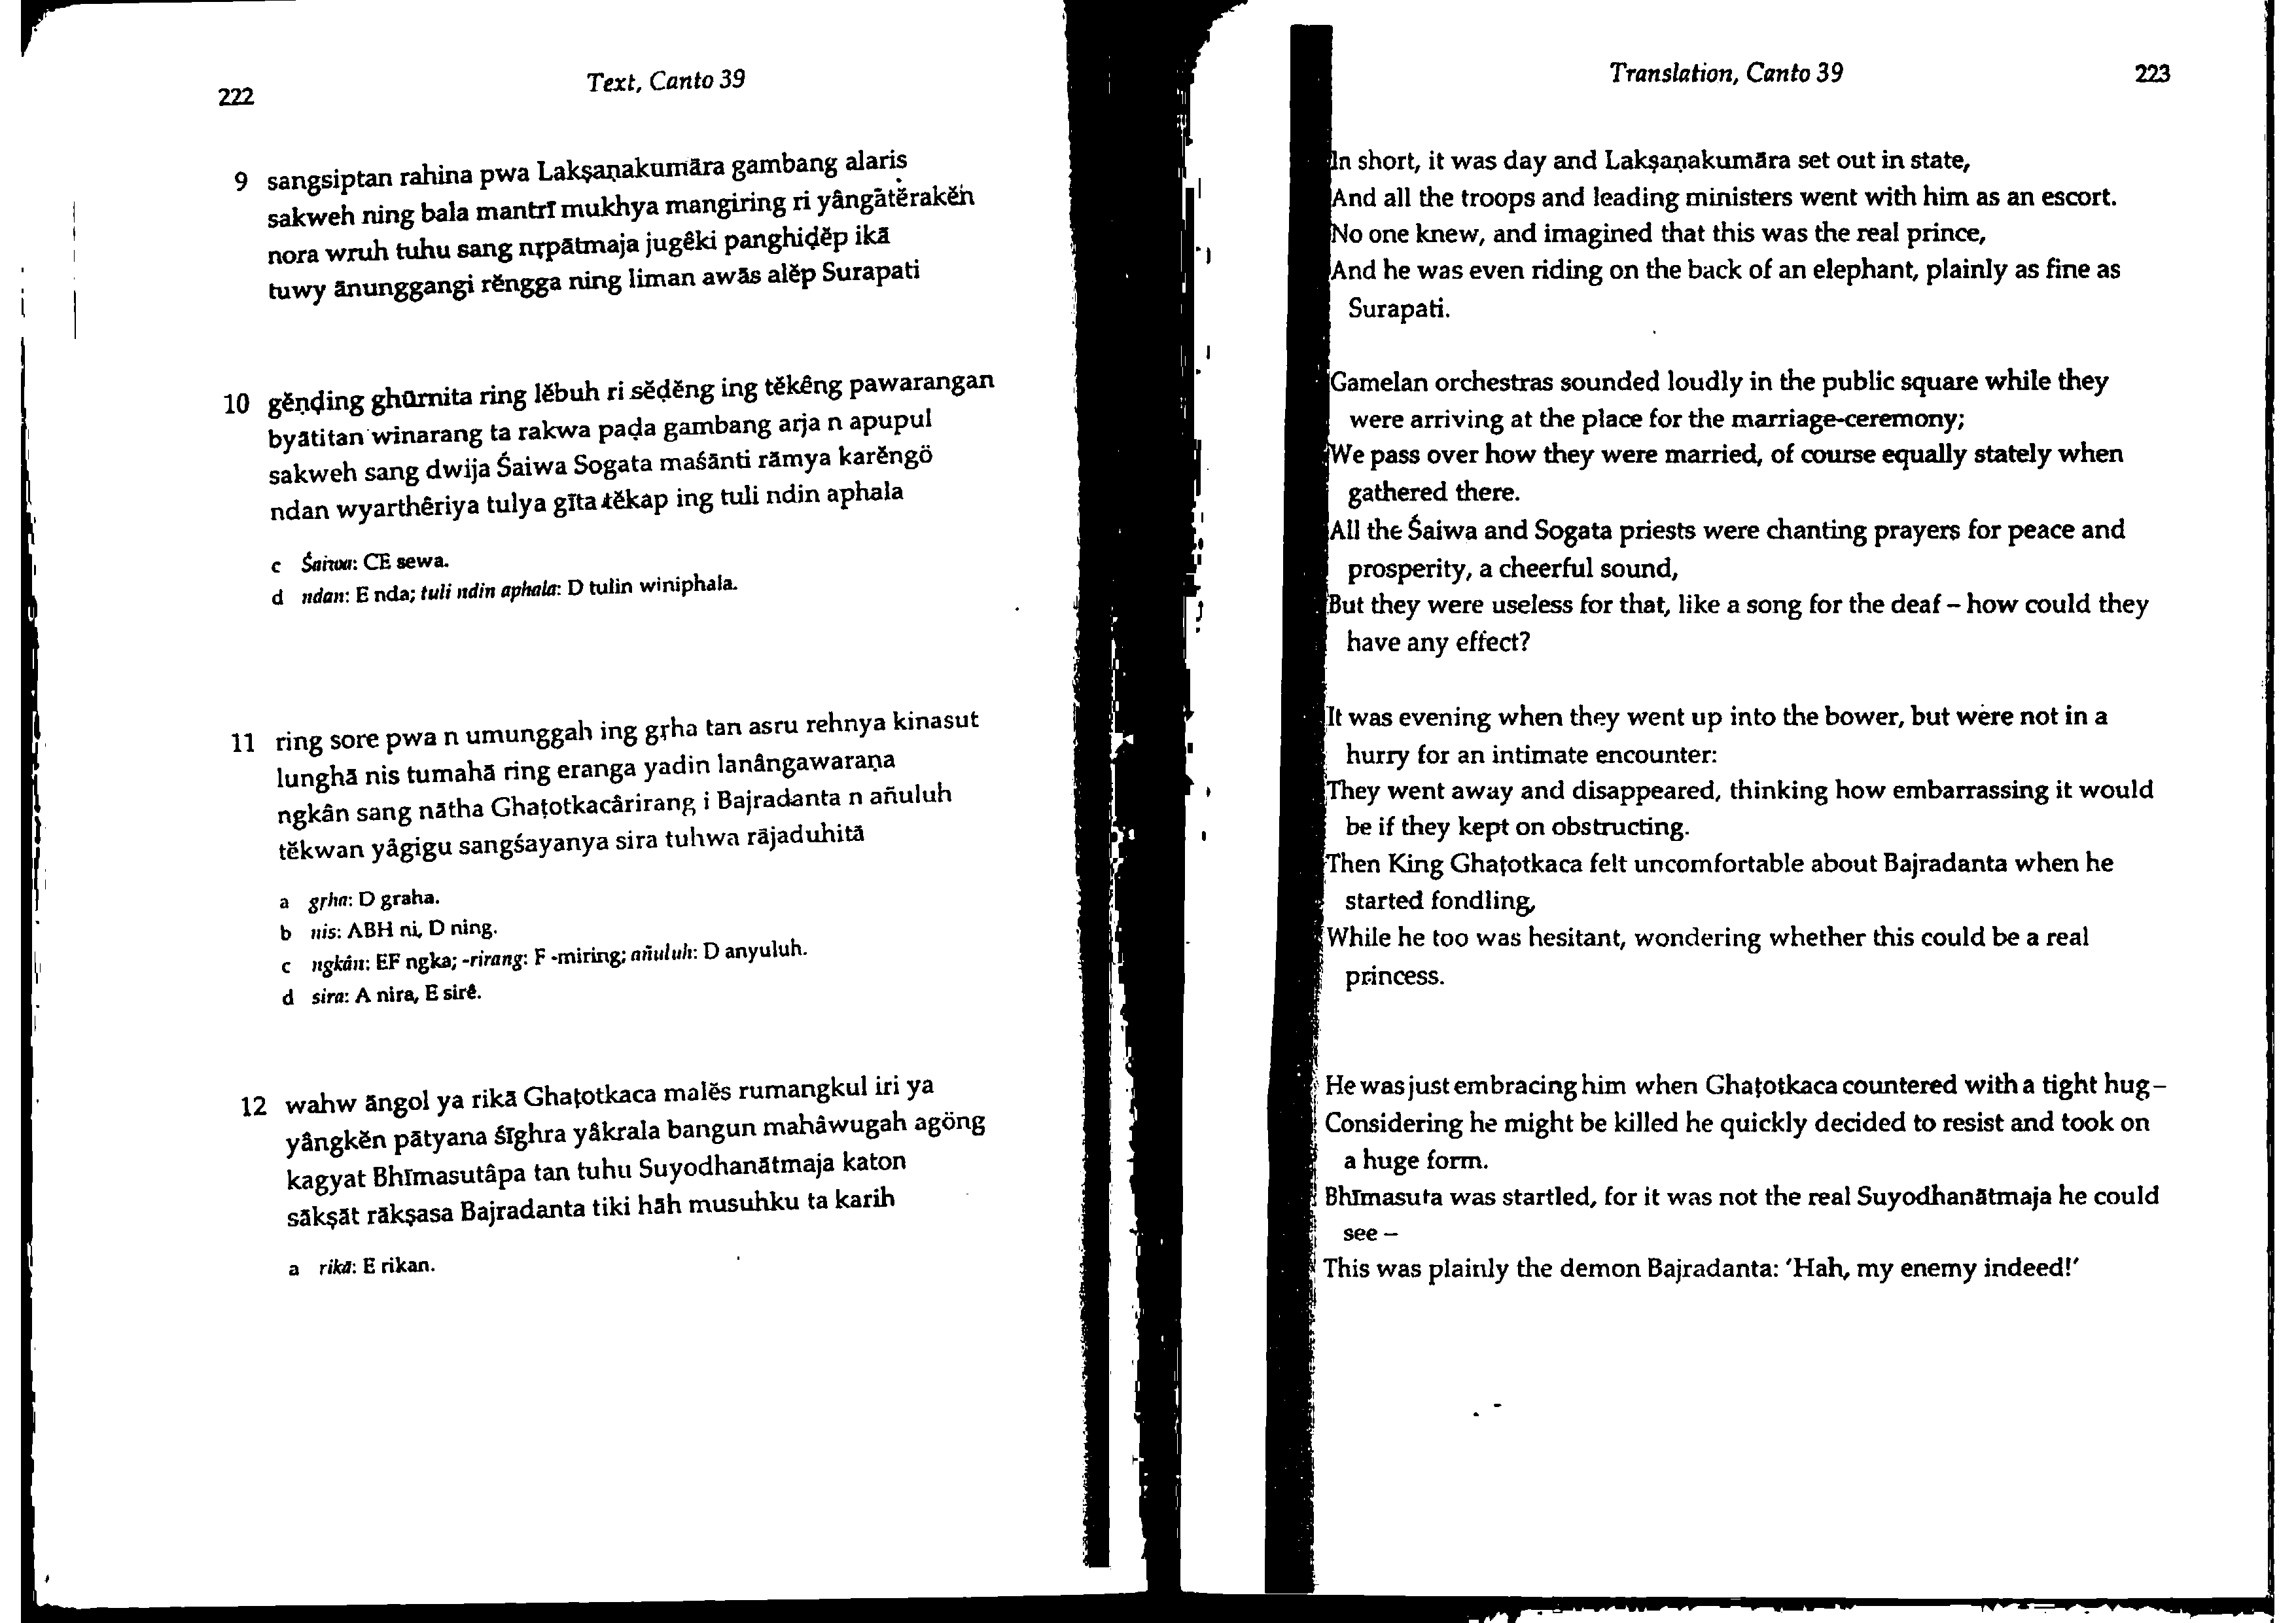 222
Text, Canto 39
9 sangsiptan rahina pwa Lakṣaṇakumāra gambang alaris
sakweh ning bala mantrī mukhya mangiring ri yângātĕrakĕn
nora wruh tuhu sang nṛpātmaja jugêki panghiḍĕp ikā
tuwy ānunggangi rĕngga ning liman awās alĕp Surapati
10 gĕṇḍing ghūrnita ring lĕbuh ri sĕḍĕng ing tĕkêng pawarangan
byātitan winarang ta rakwa paḍa gambang arja n apupul
sakweh sang dwija Śaiwa Sogata maśānti rāmya karĕngö
ndan wyarthêriya tulya gīta tĕkap ing tuli ndin aphala
c Śaiwa: CE sewa.
d ndan: E nda; tuli ndin aphala: D tulin winiphala.
11 ring sore pwa n umunggah ing gṛha tan asru rehnya kinasut
lunghā nis tumahā ring eranga yadin lanângawaraṇa
ngkân sang nātha Ghaṭotkacârirang i Bajradanta n añuluh
tĕkwan yâgigu sangśayanya sira tuhwa rājaduhitā
a gṛha: D graha.
b nis: ABH ni, D ning.
c ngkân: EF ngka; -rirang: F -miring; añuluh: D anyuluh.
d sira: A nira, E sirê.
12 wahw āngol ya rikā Ghaṭotkaca malĕs rumangkul iri ya
yângkĕn pātyana śīghra yâkrala bangun mahâwugah agöng
kagyat Bhīmasutâpa tan tuhu Suyodhanātmaja katon
sākṣāt rākṣasa Bajradanta tiki hāh musuhku ta karih
a rikā: E rikan.
Translation, Canto 39
223
In short, it was day and Lakṣaṇakumāra set out in state,
And all the troops and leading ministers went with him as an escort.
No one knew, and imagined that this was the real prince,
And he was even riding on the back of an elephant, plainly as fine as
Surapati.
Gamelan orchestras sounded loudly in the public square while they
were arriving at the place for the marriage-ceremony;
We pass over how they were married, of course equally stately when
gathered there.
All the Śaiwa and Sogata priests were chanting prayers for peace and
prosperity, a cheerful sound,
But they were useless for that, like a song for the deaf – how could they
have any effect?
It was evening when they went up into the bower, but were not in a
hurry for an intimate encounter:
They went away and disappeared, thinking how embarrassing it would
be if they kept on obstructing.
Then King Ghaṭotkaca felt uncomfortable about Bajradanta when he
started fondling,
While he too was hesitant, wondering whether this could be a real
princess.
He was just embracing him when Ghaṭotkaca countered with a tight hug –
Considering he might be killed he quickly decided to resist and took on
a huge form.
Bhīmasuta was startled, for it was not the real Suyodhanātmaja he could
see –
This was plainly the demon Bajradanta: 'Hah, my enemy indeed!'